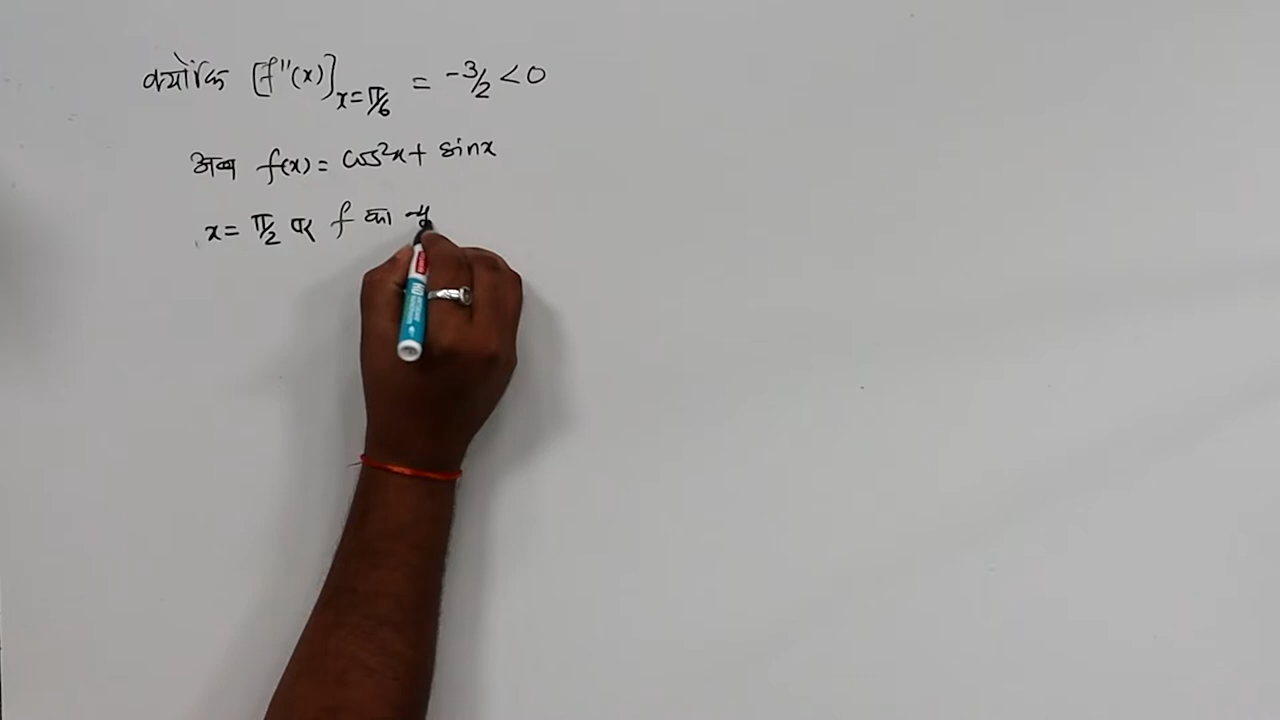 क्योंकि [f''(x)]x=π/6 = -3/2 < 0
अब f(x) = cos²x + sinx
x = π/2 पर f का